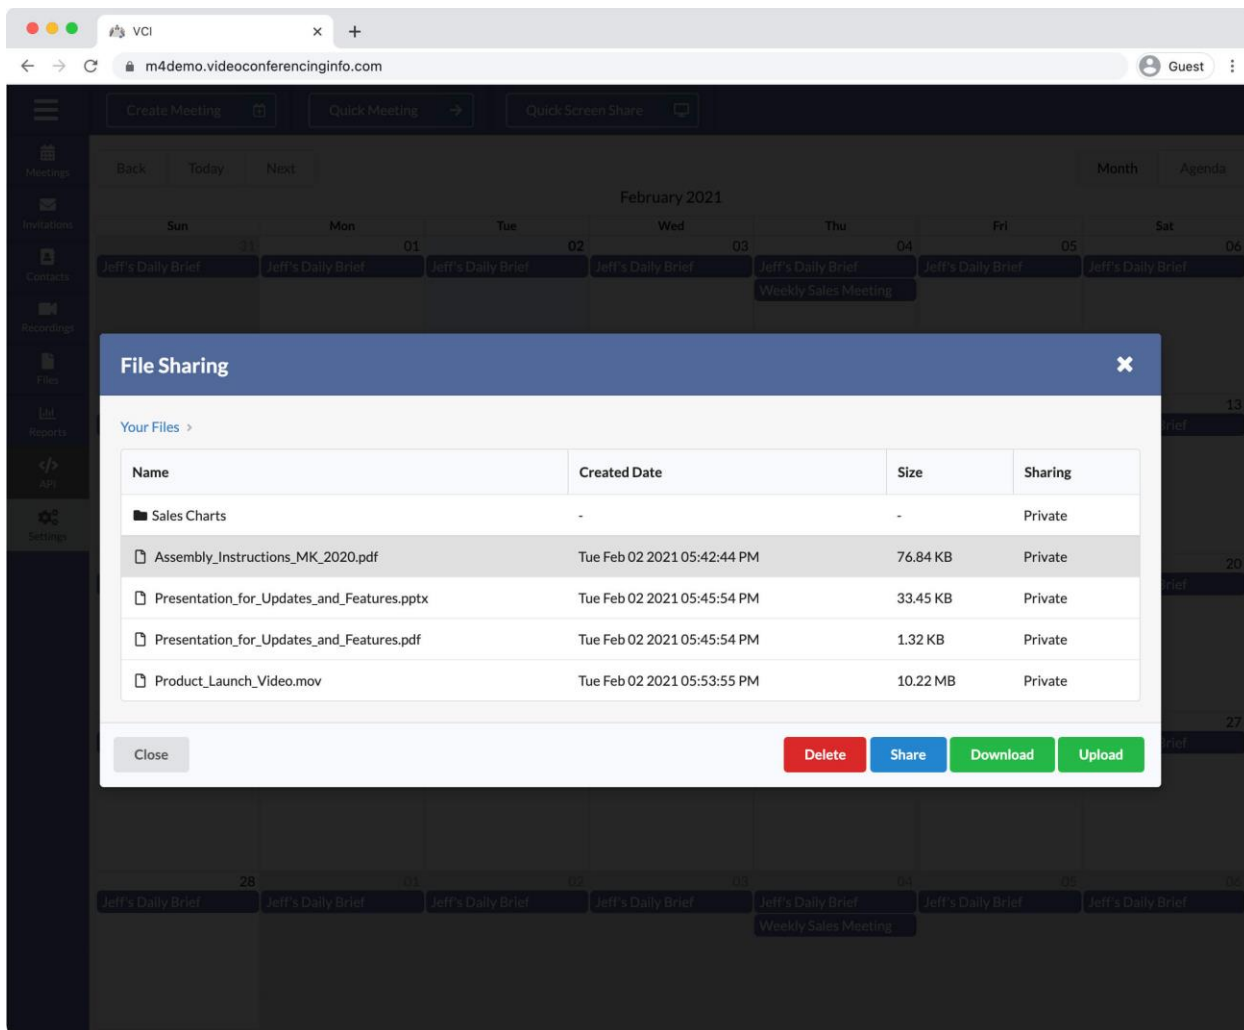 VCI
m4demo.videoconferencinginfo.com
Guest
Create Meeting
Quick Meeting
Quick Screen Share
Meetings
Invitations
Contacts
Recordings
Files
Reports
API
Settings
Back Today Next
Month Agenda
February 2021
Sun Mon Tue Wed Thu Fri Sat
31 01 02 03 04 05 06
Jeff's Daily Brief Jeff's Daily Brief Jeff's Daily Brief Jeff's Daily Brief Jeff's Daily Brief Jeff's Daily Brief Jeff's Daily Brief
Weekly Sales Meeting
File Sharing
Your Files >
Name Created Date Size Sharing
Sales Charts - - Private
Assembly_Instructions_MK_2020.pdf Tue Feb 02 2021 05:42:44 PM 76.84 KB Private
Presentation_for_Updates_and_Features.pptx Tue Feb 02 2021 05:45:54 PM 33.45 KB Private
Presentation_for_Updates_and_Features.pdf Tue Feb 02 2021 05:45:54 PM 1.32 KB Private
Product_Launch_Video.mov Tue Feb 02 2021 05:53:55 PM 10.22 MB Private
Close
Delete Share Download Upload
13
Brief
20
Brief
27
Brief
28 01 02 03 04 05 06
Jeff's Daily Brief Jeff's Daily Brief Jeff's Daily Brief Jeff's Daily Brief Jeff's Daily Brief Jeff's Daily Brief Jeff's Daily Brief
Weekly Sales Meeting